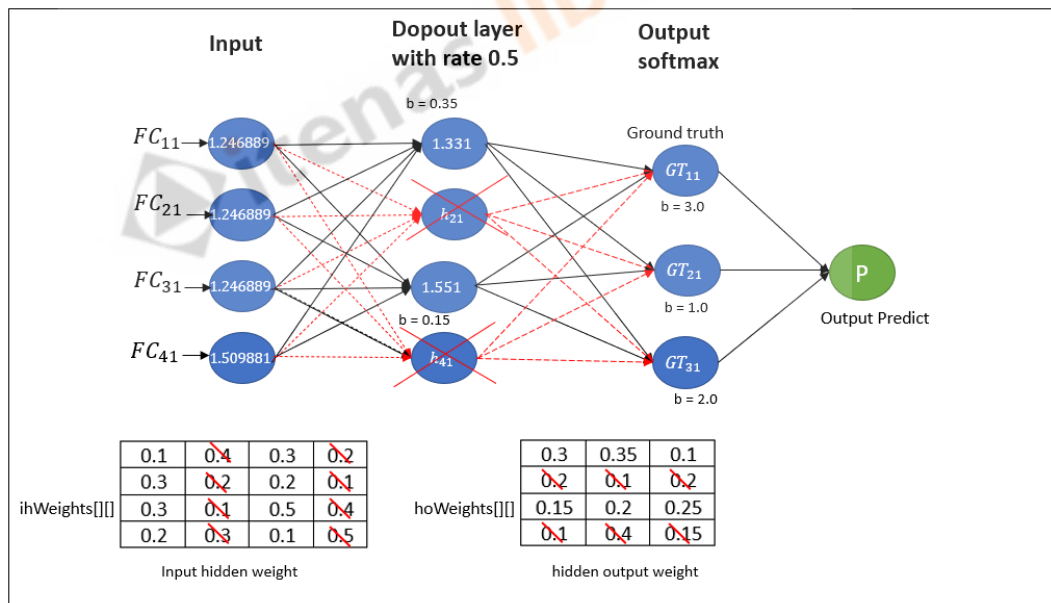 Input
Dopout layer
with rate 0.5
Output
softmax
b = 0.35
Ground truth
FC₁₁
1.246889
1.331
GT₁₁
b = 3.0
FC₂₁
1.246889
h₂₁
GT₂₁
b = 1.0
P
Output Predict
FC₃₁
1.246889
1.551
b = 0.15
FC₄₁
1.509881
h₄₁
GT₃₁
b = 2.0
ihWeights[][]
0.1 0.4 0.3 0.2
0.3 0.2 0.2 0.1
0.3 0.1 0.5 0.4
0.2 0.3 0.1 0.5
Input hidden weight
hoWeights[][]
0.3 0.35 0.1
0.2 0.1 0.2
0.15 0.2 0.25
0.1 0.4 0.15
hidden output weight
itenas